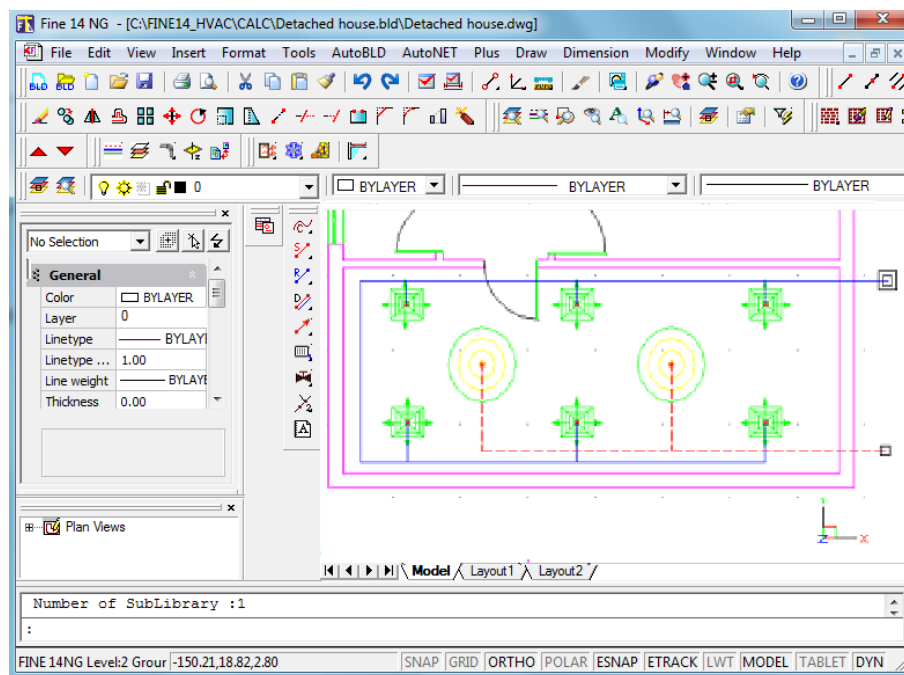 Fine 14 NG - [C:\FINE14_HVAC\CALC\Detached house.bld\Detached house.dwg]
File Edit View Insert Format Tools AutoBLD AutoNET Plus Draw Dimension Modify Window Help
BLD BLD
0 BYLAYER BYLAYER BYLAYER
No Selection
General
Color BYLAYER
Layer 0
Linetype BYLAYI
Linetype ... 1.00
Line weight BYLAYE
Thickness 0.00
S
R
D
A
Plan Views
Z X
Model Layout1 Layout2
Number of SubLibrary :1
:
FINE 14NG Level:2 Grour -150.21,18.82,2.80 SNAP GRID ORTHO POLAR ESNAP ETRACK LWT MODEL TABLET DYN